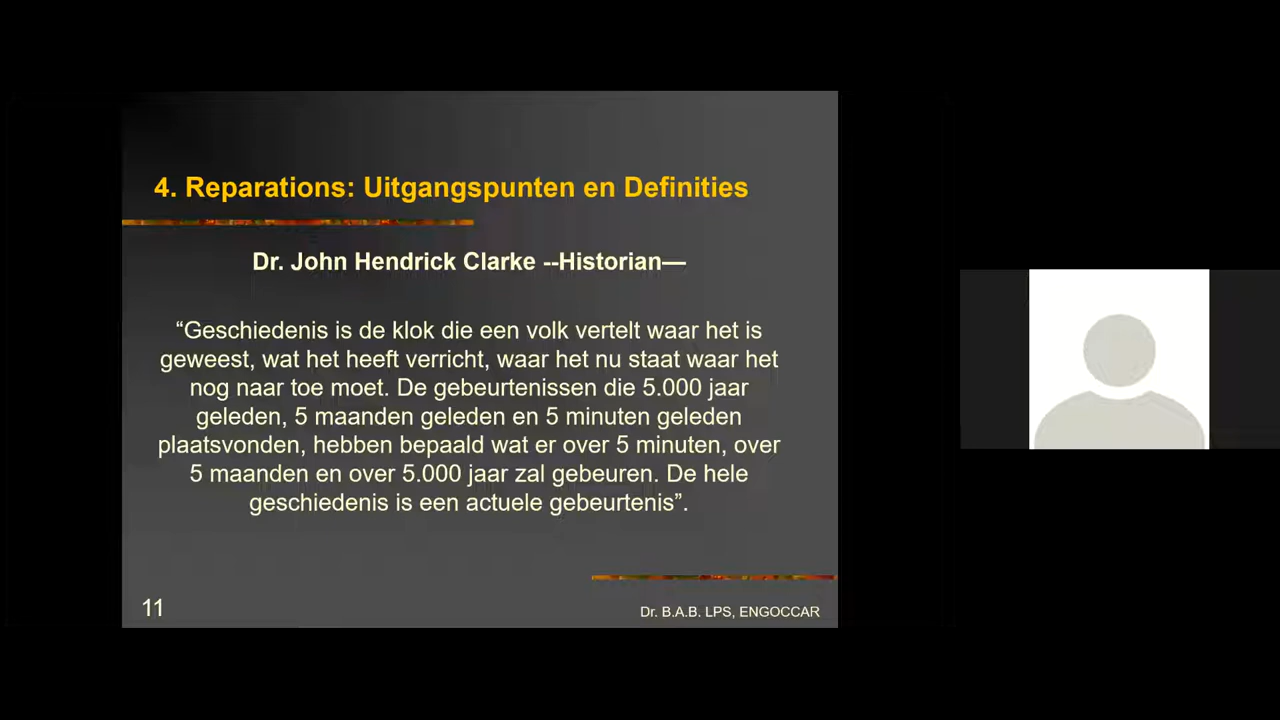 4. Reparations: Uitgangspunten en Definities
Dr. John Hendrick Clarke --Historian—
“Geschiedenis is de klok die een volk vertelt waar het is
geweest, wat het heeft verricht, waar het nu staat waar het
nog naar toe moet. De gebeurtenissen die 5.000 jaar
geleden, 5 maanden geleden en 5 minuten geleden
plaatsvonden, hebben bepaald wat er over 5 minuten, over
5 maanden en over 5.000 jaar zal gebeuren. De hele
geschiedenis is een actuele gebeurtenis”.
11
Dr. B.A.B. LPS, ENGOCCAR